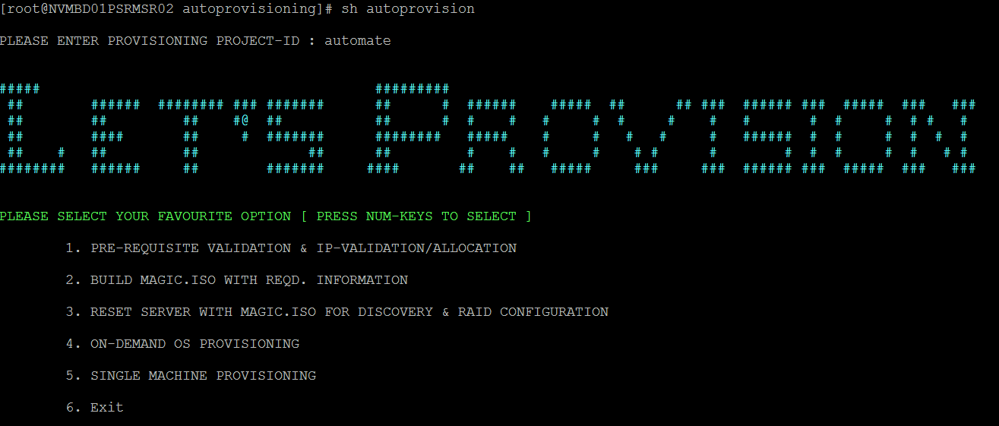 [root@NVMBD01PSRMSR02 autoprovisioning]# sh autoprovision
PLEASE ENTER PROVISIONING PROJECT-ID : automate
LET'S PROVISION
PLEASE SELECT YOUR FAVOURITE OPTION [ PRESS NUM-KEYS TO SELECT ]
1. PRE-REQUISITE VALIDATION & IP-VALIDATION/ALLOCATION
2. BUILD MAGIC.ISO WITH REQD. INFORMATION
3. RESET SERVER WITH MAGIC.ISO FOR DISCOVERY & RAID CONFIGURATION
4. ON-DEMAND OS PROVISIONING
5. SINGLE MACHINE PROVISIONING
6. Exit